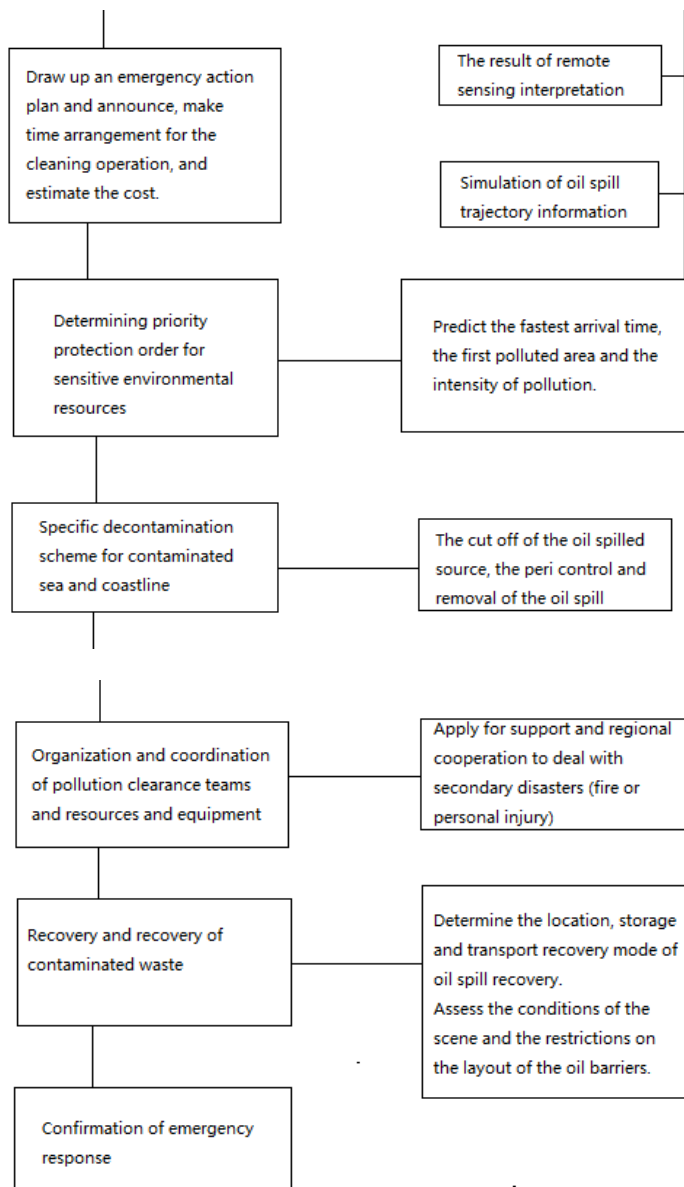 Draw up an emergency action
plan and announce, make
time arrangement for the
cleaning operation, and
estimate the cost.
The result of remote
sensing interpretation
Simulation of oil spill
trajectory information
Determining priority
protection order for
sensitive environmental
resources
Predict the fastest arrival time,
the first polluted area and the
intensity of pollution.
Specific decontamination
scheme for contaminated
sea and coastline
The cut off of the oil spilled
source, the peri control and
removal of the oil spill
Organization and coordination
of pollution clearance teams
and resources and equipment
Apply for support and regional
cooperation to deal with
secondary disasters (fire or
personal injury)
Recovery and recovery of
contaminated waste
Determine the location, storage
and transport recovery mode of
oil spill recovery.
Assess the conditions of the
scene and the restrictions on
the layout of the oil barriers.
Confirmation of emergency
response